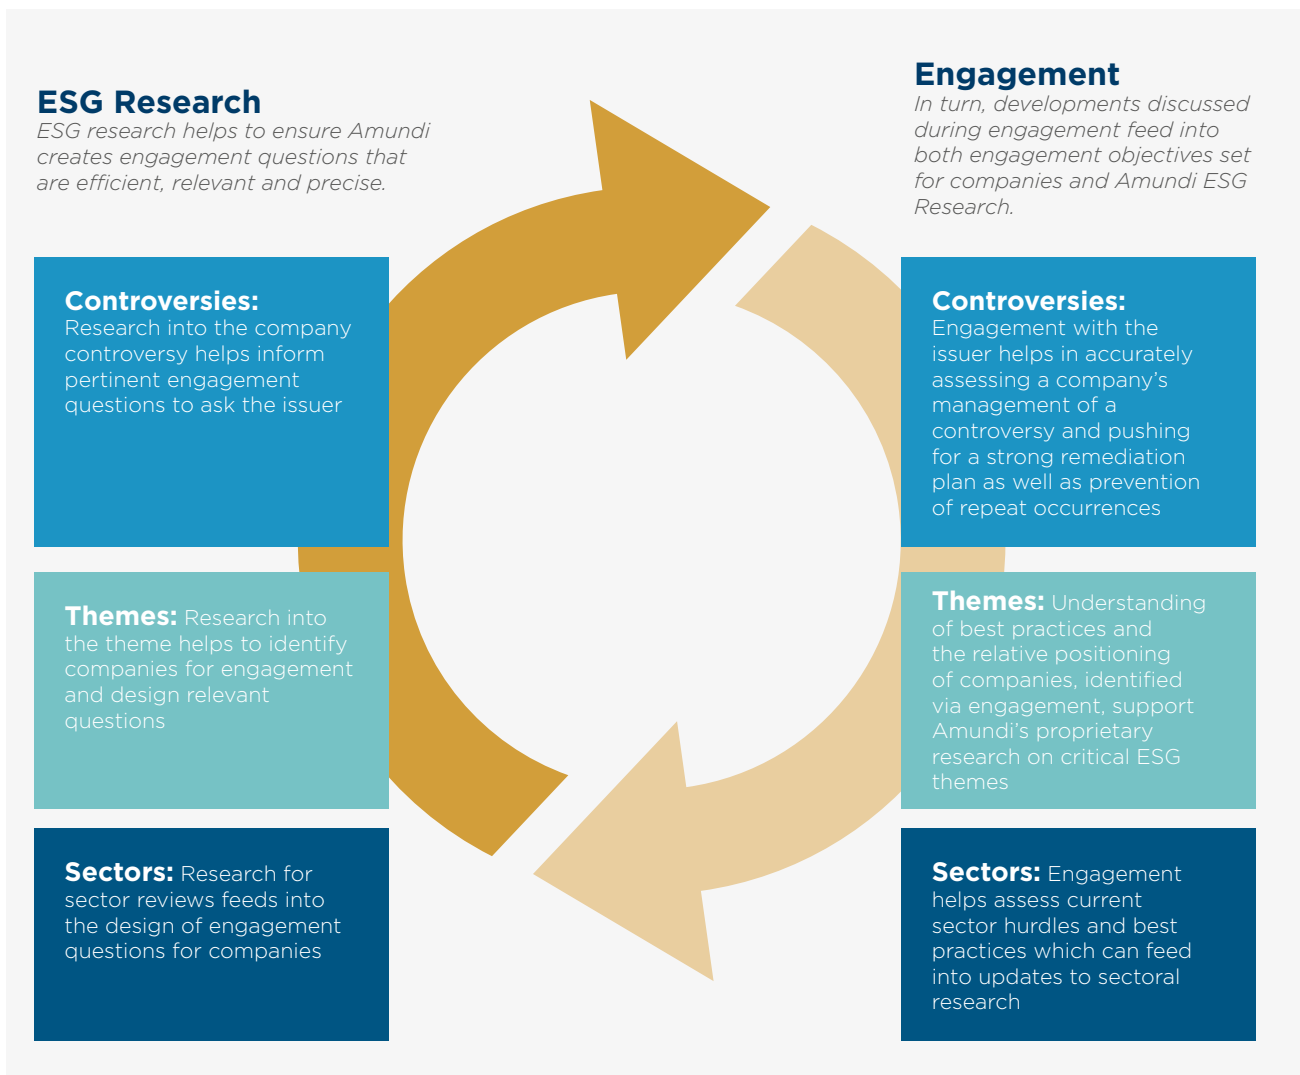 ESG Research
ESG research helps to ensure Amundi
creates engagement questions that
are efficient, relevant and precise.
Controversies:
Research into the company
controversy helps inform
pertinent engagement
questions to ask the issuer
Themes: Research into
the theme helps to identify
companies for engagement
and design relevant
questions
Sectors: Research for
sector reviews feeds into
the design of engagement
questions for companies
Engagement
In turn, developments discussed
during engagement feed into
both engagement objectives set
for companies and Amundi ESG
Research.
Controversies:
Engagement with the
issuer helps in accurately
assessing a company’s
management of a
controversy and pushing
for a strong remediation
plan as well as prevention
of repeat occurrences
Themes: Understanding
of best practices and
the relative positioning
of companies, identified
via engagement, support
Amundi’s proprietary
research on critical ESG
themes
Sectors: Engagement
helps assess current
sector hurdles and best
practices which can feed
into updates to sectoral
research